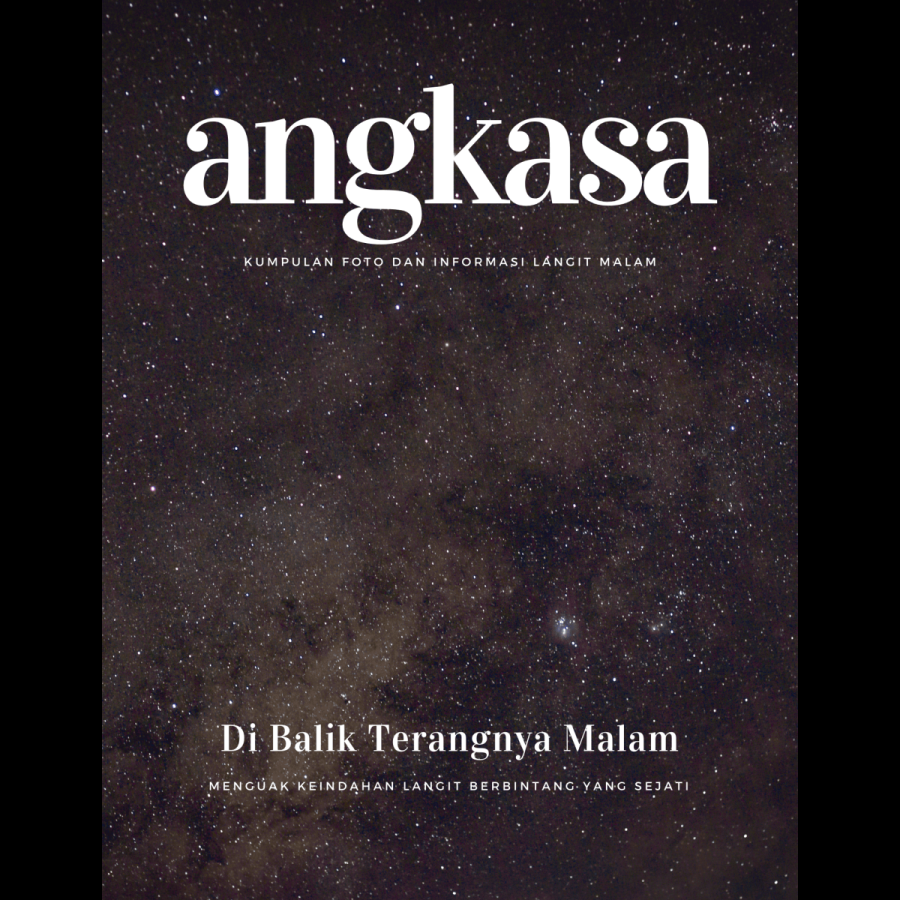 angkasa
KUMPULAN FOTO DAN INFORMASI LANGIT MALAM
Di Balik Terangnya Malam
MENGUAK KEINDAHAN LANGIT BERBINTANG YANG SEJATI